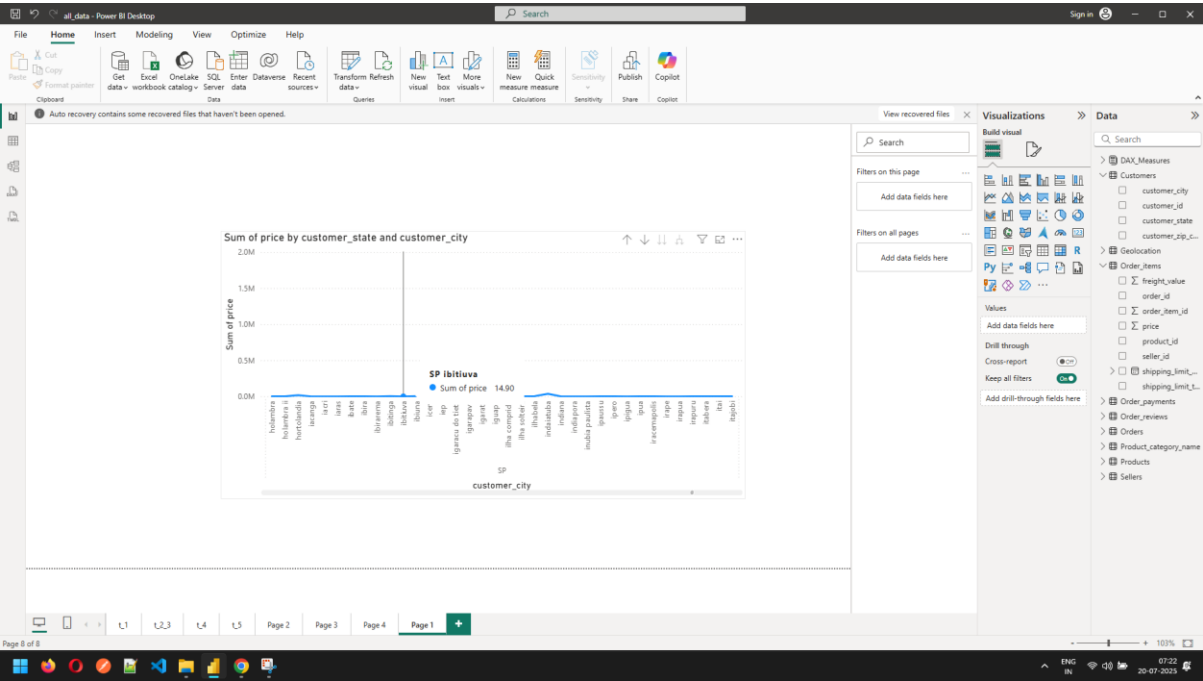 all_data - Power BI Desktop
Search
Sign in
File Home Insert Modeling View Optimize Help
Paste
Cut
Copy
Format painter
Clipboard
Get data
Excel workbook
OneLake catalog
SQL Server
Enter data
Dataverse
Recent sources
Data
Transform data
Refresh
Queries
New visual
Text box
More visuals
Insert
New measure
Quick measure
Calculations
Sensitivity
Sensitivity
Publish
Share
Copilot
Copilot
Auto recovery contains some recovered files that haven't been opened.
View recovered files
Sum of price by customer_state and customer_city
2.0M
1.5M
1.0M
0.5M
0.0M
Sum of price
SP ibitiuva
Sum of price 14.90
holambra
holambra ii
hortolandia
iacanga
iacri
iaras
ibate
ibira
ibirarema
ibitinga
ibitiuva
ibiuna
icer
iep
igaracu do tiet
igarapav
igarat
iguap
ilha comprid
ilha solteir
ilhabela
indaiatuba
indiana
indiapora
inubia paulista
ipaussu
ipero
ipigua
ipua
iracemapolis
irape
irapua
irapuru
itabera
itai
itajobi
SP
customer_city
Search
Filters on this page
Add data fields here
Filters on all pages
Add data fields here
Visualizations
Build visual
R
Py
Values
Add data fields here
Drill through
Cross-report
Off
Keep all filters
On
Add drill-through fields here
Data
Search
DAX_Measures
Customers
customer_city
customer_id
customer_state
customer_zip_c...
Geolocation
Order_items
freight_value
order_id
order_item_id
price
product_id
seller_id
shipping_limit_...
shipping_limit_t...
Order_payments
Order_reviews
Orders
Product_category_name
Products
Sellers
t_1 t_2_3 t_4 t_5 Page 2 Page 3 Page 4 Page 1
Page 8 of 8
103%
ENG
IN
07:22
20-07-2025